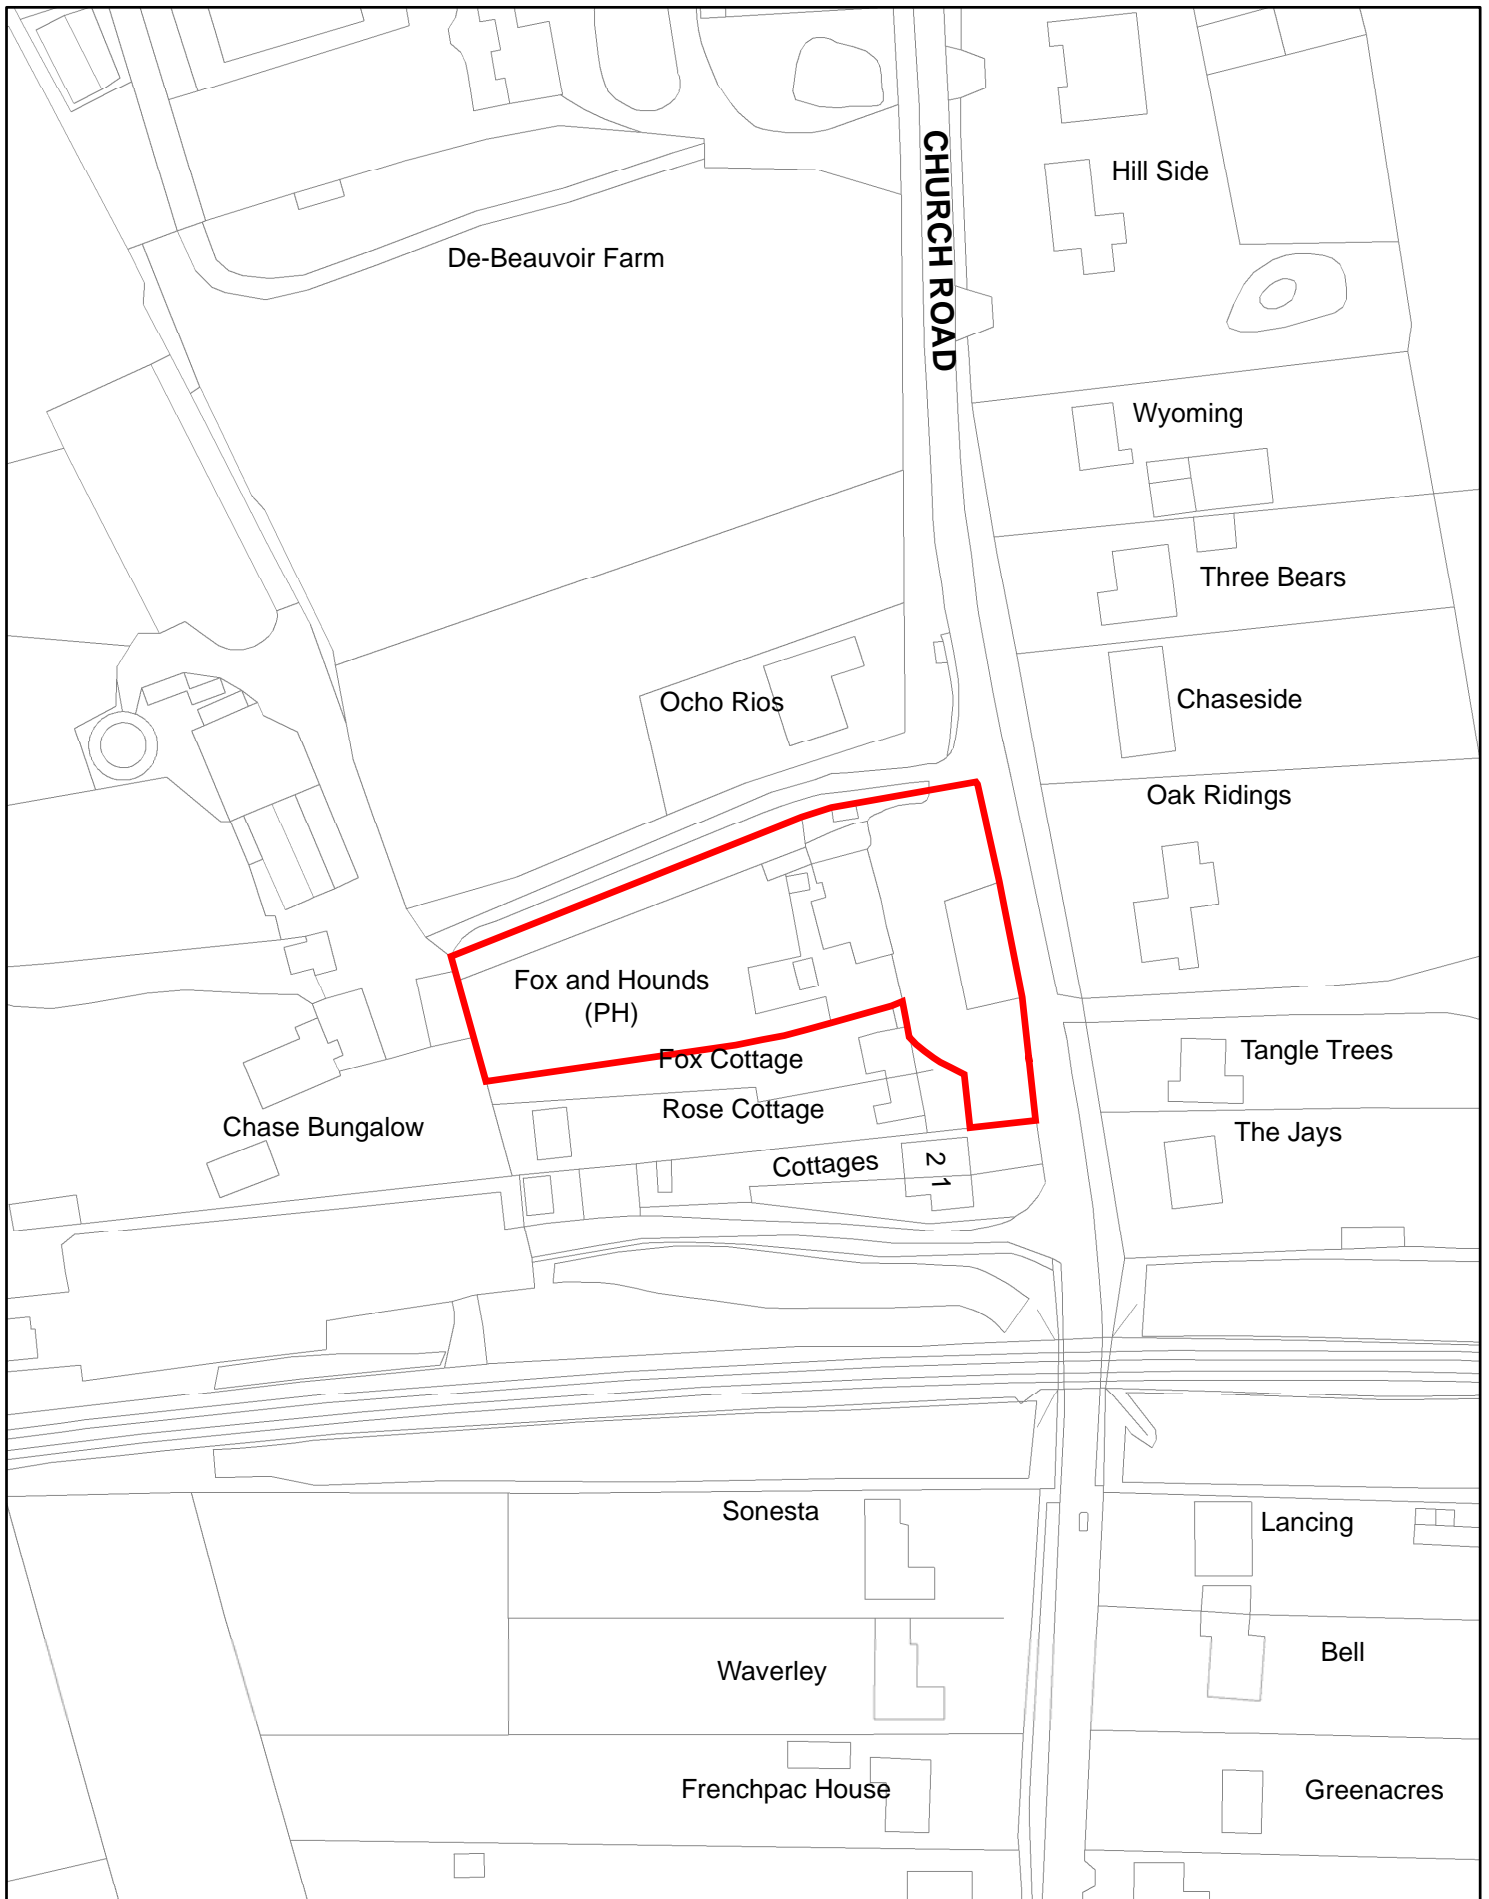 CHURCH ROAD
Hill Side
De-Beauvoir Farm
Wyoming
Three Bears
Ocho Rios
Chaseside
Oak Ridings
Fox and Hounds
(PH)
Fox Cottage
Tangle Trees
Rose Cottage
Chase Bungalow
The Jays
Cottages
2
1
Sonesta
Lancing
Waverley
Bell
Frenchpac House
Greenacres